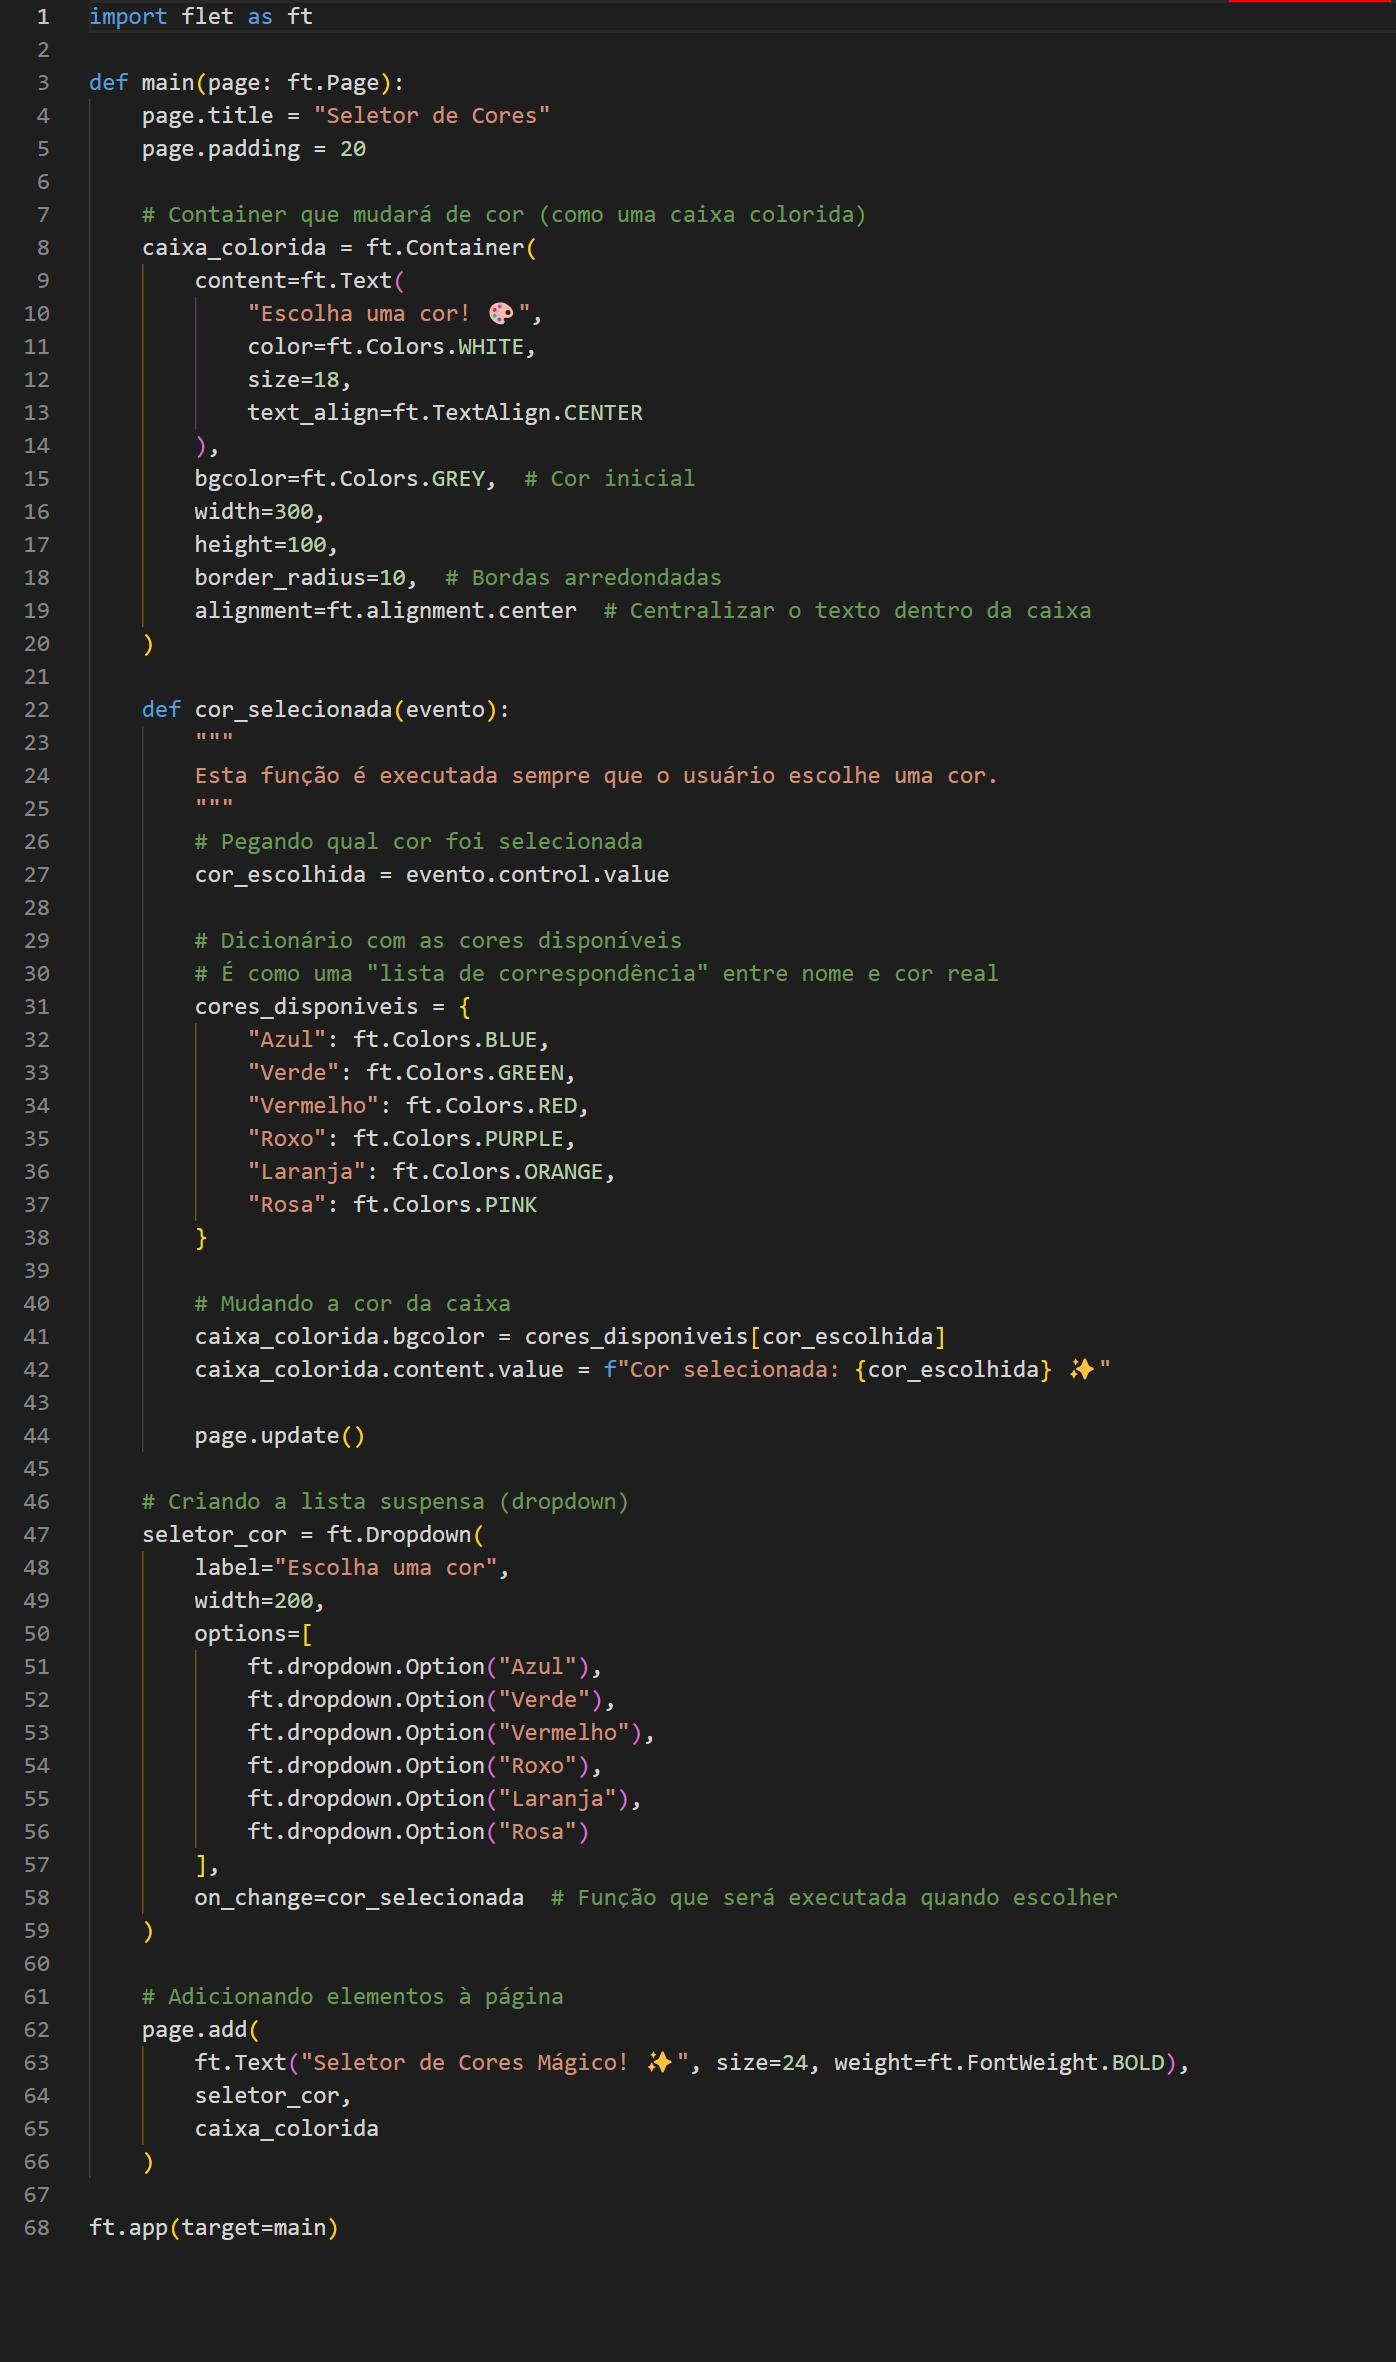 1 import flet as ft
2
3 def main(page: ft.Page):
4     page.title = "Seletor de Cores"
5     page.padding = 20
6
7     # Container que mudará de cor (como uma caixa colorida)
8     caixa_colorida = ft.Container(
9         content=ft.Text(
10             "Escolha uma cor! 🎨",
11             color=ft.Colors.WHITE,
12             size=18,
13             text_align=ft.TextAlign.CENTER
14         ),
15         bgcolor=ft.Colors.GREY,  # Cor inicial
16         width=300,
17         height=100,
18         border_radius=10,  # Bordas arredondadas
19         alignment=ft.alignment.center  # Centralizar o texto dentro da caixa
20     )
21
22     def cor_selecionada(evento):
23         """
24         Esta função é executada sempre que o usuário escolhe uma cor.
25         """
26         # Pegando qual cor foi selecionada
27         cor_escolhida = evento.control.value
28
29         # Dicionário com as cores disponíveis
30         # É como uma "lista de correspondência" entre nome e cor real
31         cores_disponiveis = {
32             "Azul": ft.Colors.BLUE,
33             "Verde": ft.Colors.GREEN,
34             "Vermelho": ft.Colors.RED,
35             "Roxo": ft.Colors.PURPLE,
36             "Laranja": ft.Colors.ORANGE,
37             "Rosa": ft.Colors.PINK
38         }
39
40         # Mudando a cor da caixa
41         caixa_colorida.bgcolor = cores_disponiveis[cor_escolhida]
42         caixa_colorida.content.value = f"Cor selecionada: {cor_escolhida} ✨"
43
44         page.update()
45
46     # Criando a lista suspensa (dropdown)
47     seletor_cor = ft.Dropdown(
48         label="Escolha uma cor",
49         width=200,
50         options=[
51             ft.dropdown.Option("Azul"),
52             ft.dropdown.Option("Verde"),
53             ft.dropdown.Option("Vermelho"),
54             ft.dropdown.Option("Roxo"),
55             ft.dropdown.Option("Laranja"),
56             ft.dropdown.Option("Rosa")
57         ],
58         on_change=cor_selecionada  # Função que será executada quando escolher
59     )
60
61     # Adicionando elementos à página
62     page.add(
63         ft.Text("Seletor de Cores Mágico! ✨", size=24, weight=ft.FontWeight.BOLD),
64         seletor_cor,
65         caixa_colorida
66     )
67
68 ft.app(target=main)